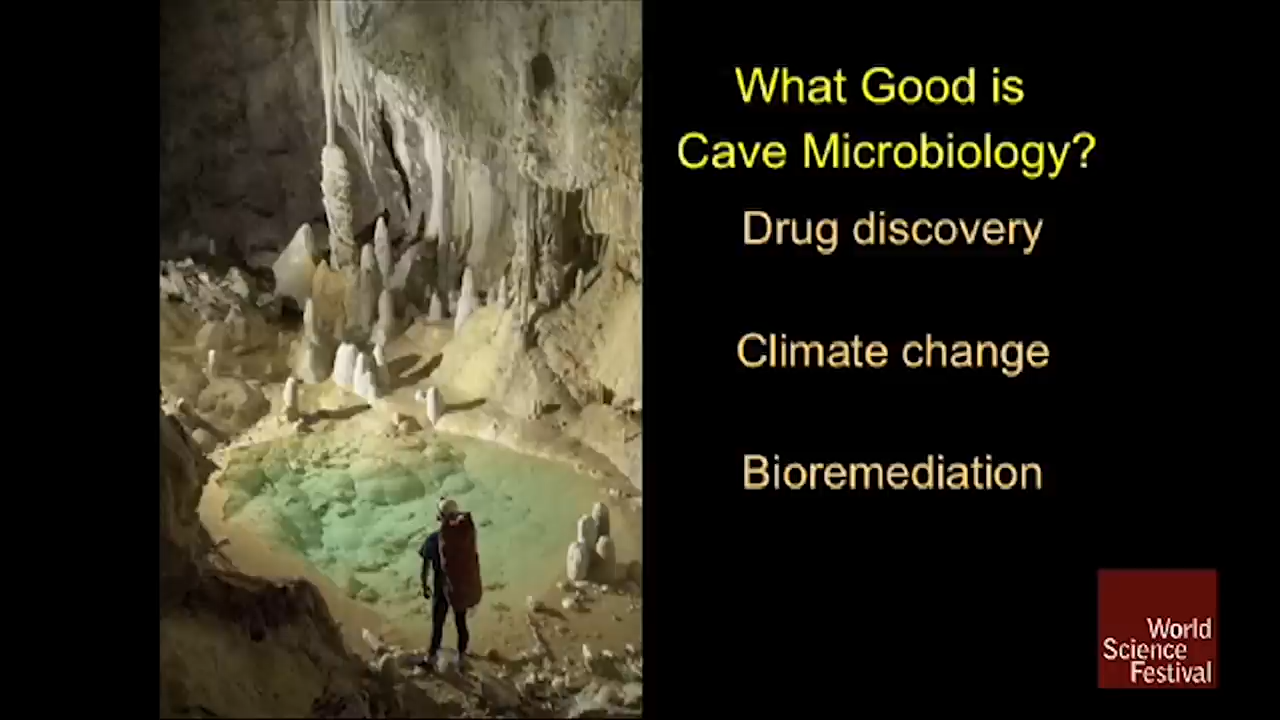 What Good is
Cave Microbiology?
Drug discovery
Climate change
Bioremediation
World
Science
Festival